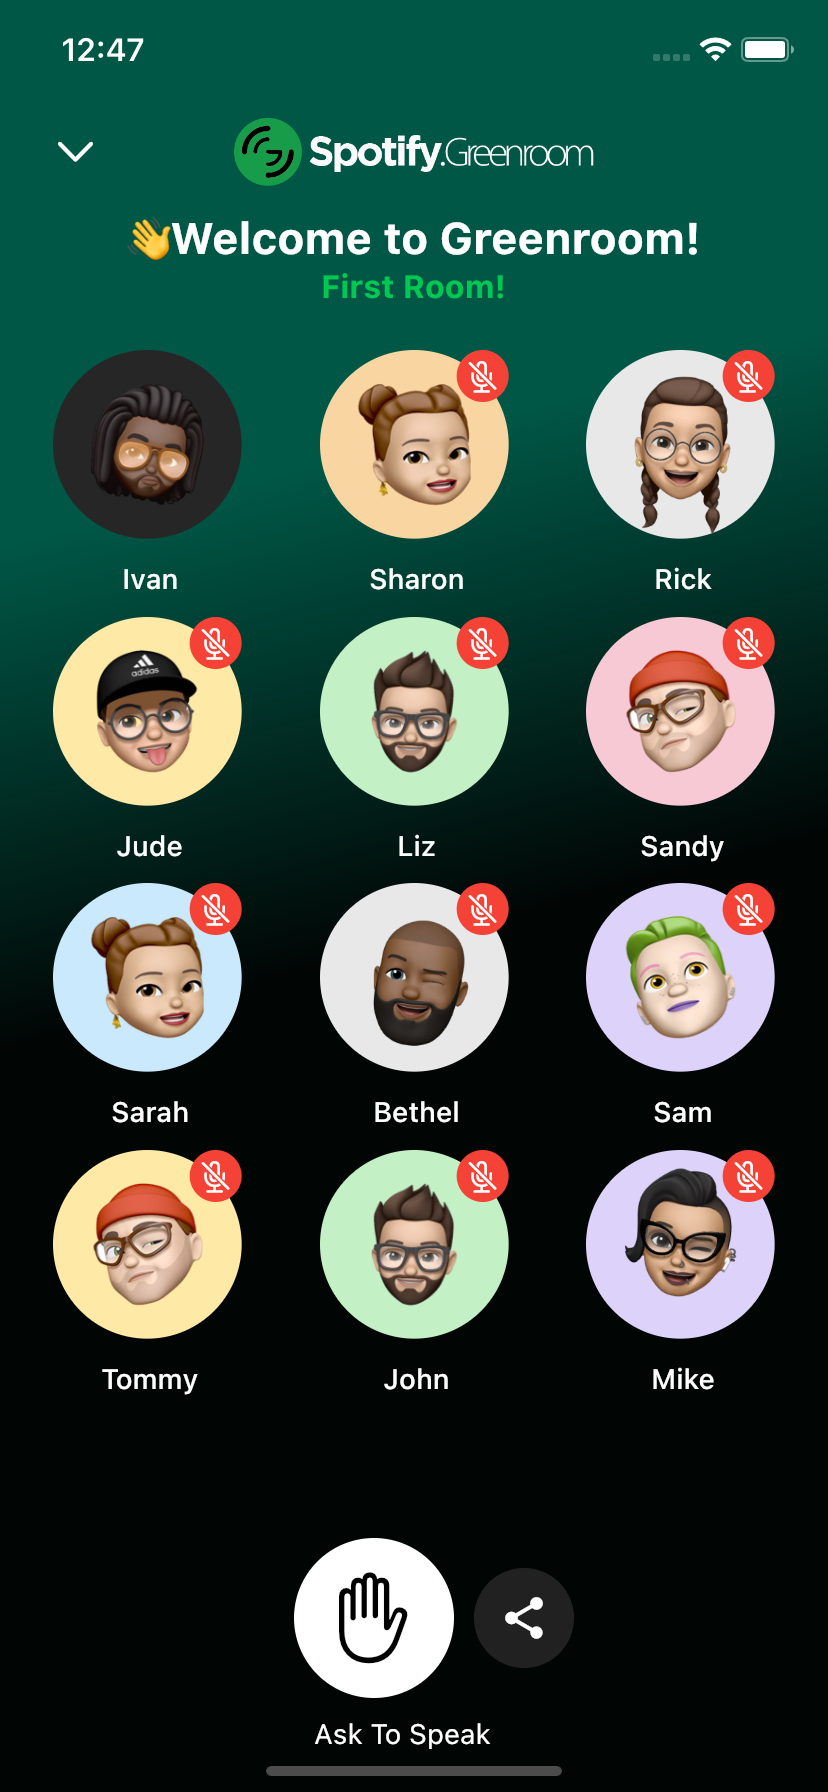 12:47
Spotify.Greenroom
👋Welcome to Greenroom!
First Room!
Ivan Sharon Rick
adidas
Jude Liz Sandy
Sarah Bethel Sam
Tommy John Mike
Ask To Speak